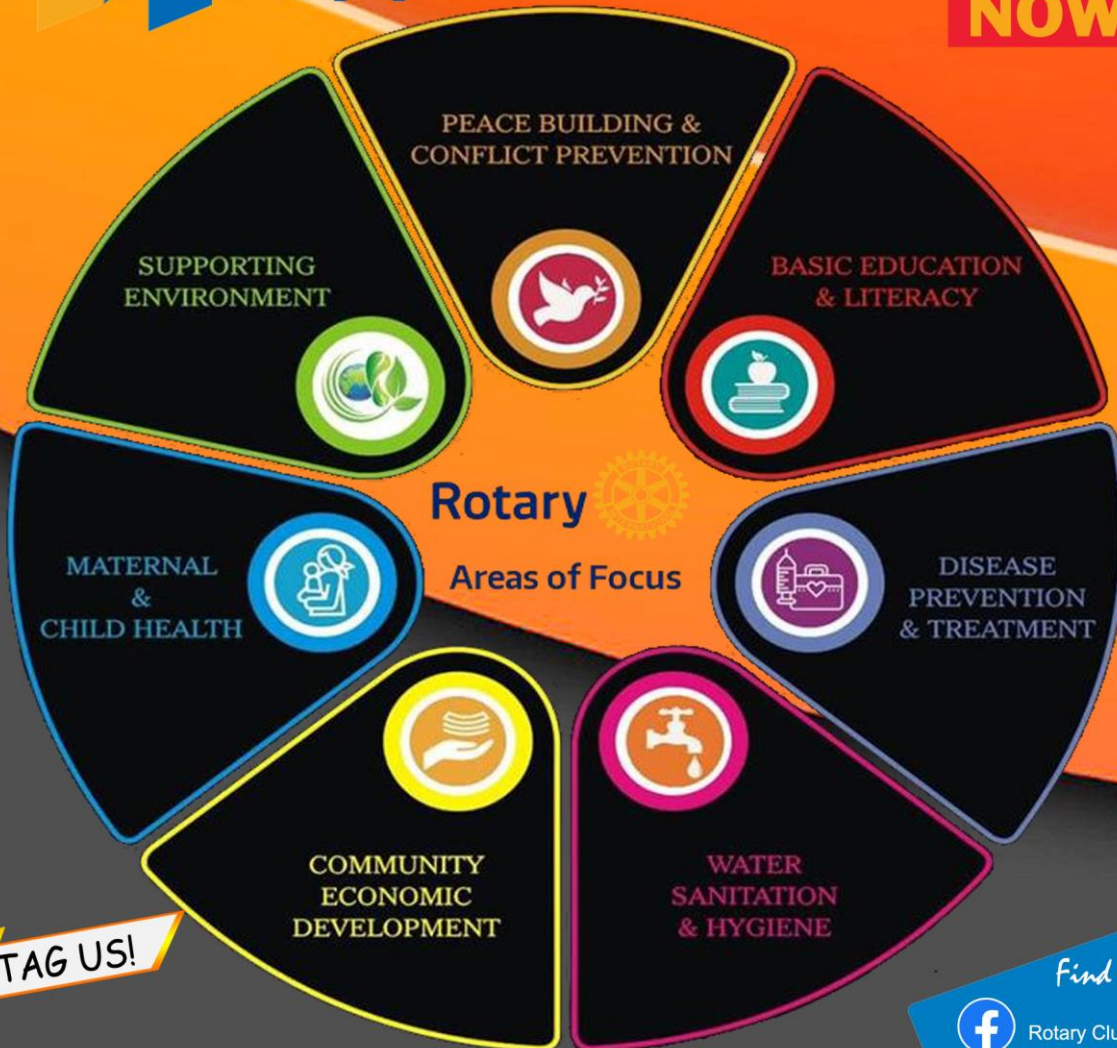 NOW
PEACE BUILDING &
CONFLICT PREVENTION
SUPPORTING
ENVIRONMENT
BASIC EDUCATION
& LITERACY
Rotary
Areas of Focus
MATERNAL
&
CHILD HEALTH
DISEASE
PREVENTION
& TREATMENT
COMMUNITY
ECONOMIC
DEVELOPMENT
WATER
SANITATION
& HYGIENE
TAG US!
Find
Rotary Clu